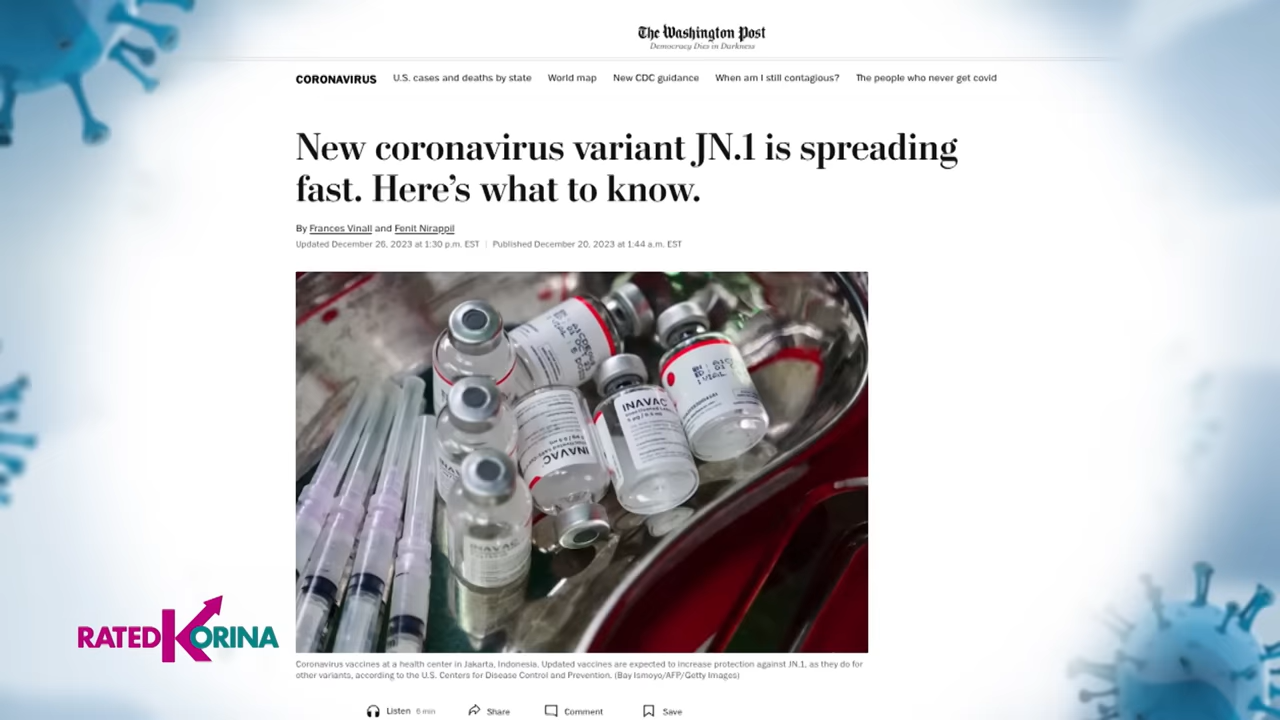 The Washington Post
Democracy Dies in Darkness
CORONAVIRUS U.S. cases and deaths by state World map New CDC guidance When am I still contagious? The people who never get covid
New coronavirus variant JN.1 is spreading
fast. Here's what to know.
By Frances Vinall and Fenit Nirappil
Updated December 26, 2023 at 1:30 p.m. EST | Published December 20, 2023 at 1:44 a.m. EST
INAVAC
INAVAC
INAVAC
RATED KORINA
Coronavirus vaccines at a health center in Jakarta, Indonesia. Updated vaccines are expected to increase protection against JN.1, as they do for
other variants, according to the U.S. Centers for Disease Control and Prevention. (Bay Ismoyo/AFP/Getty Images)
Listen 6 min Share Comment Save